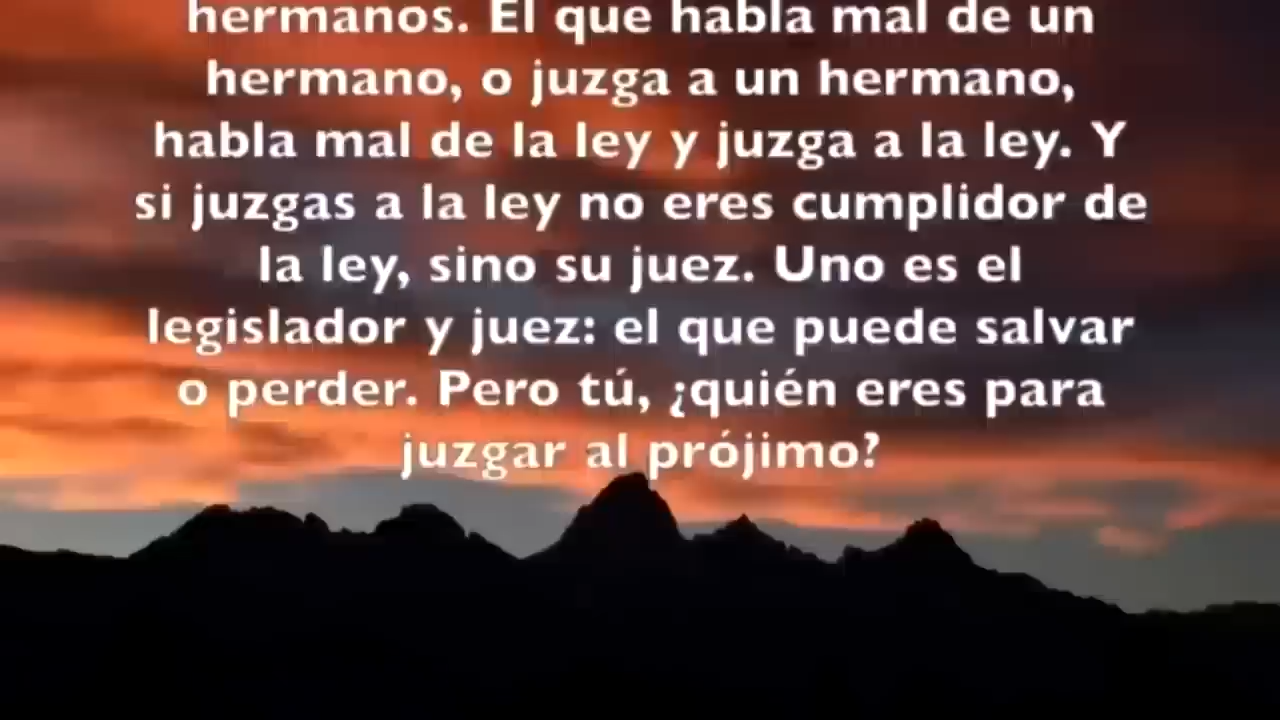 hermanos. El que habla mal de un
hermano, o juzga a un hermano,
habla mal de la ley y juzga a la ley. Y
si juzgas a la ley no eres cumplidor de
la ley, sino su juez. Uno es el
legislador y juez: el que puede salvar
o perder. Pero tú, ¿quién eres para
juzgar al prójimo?